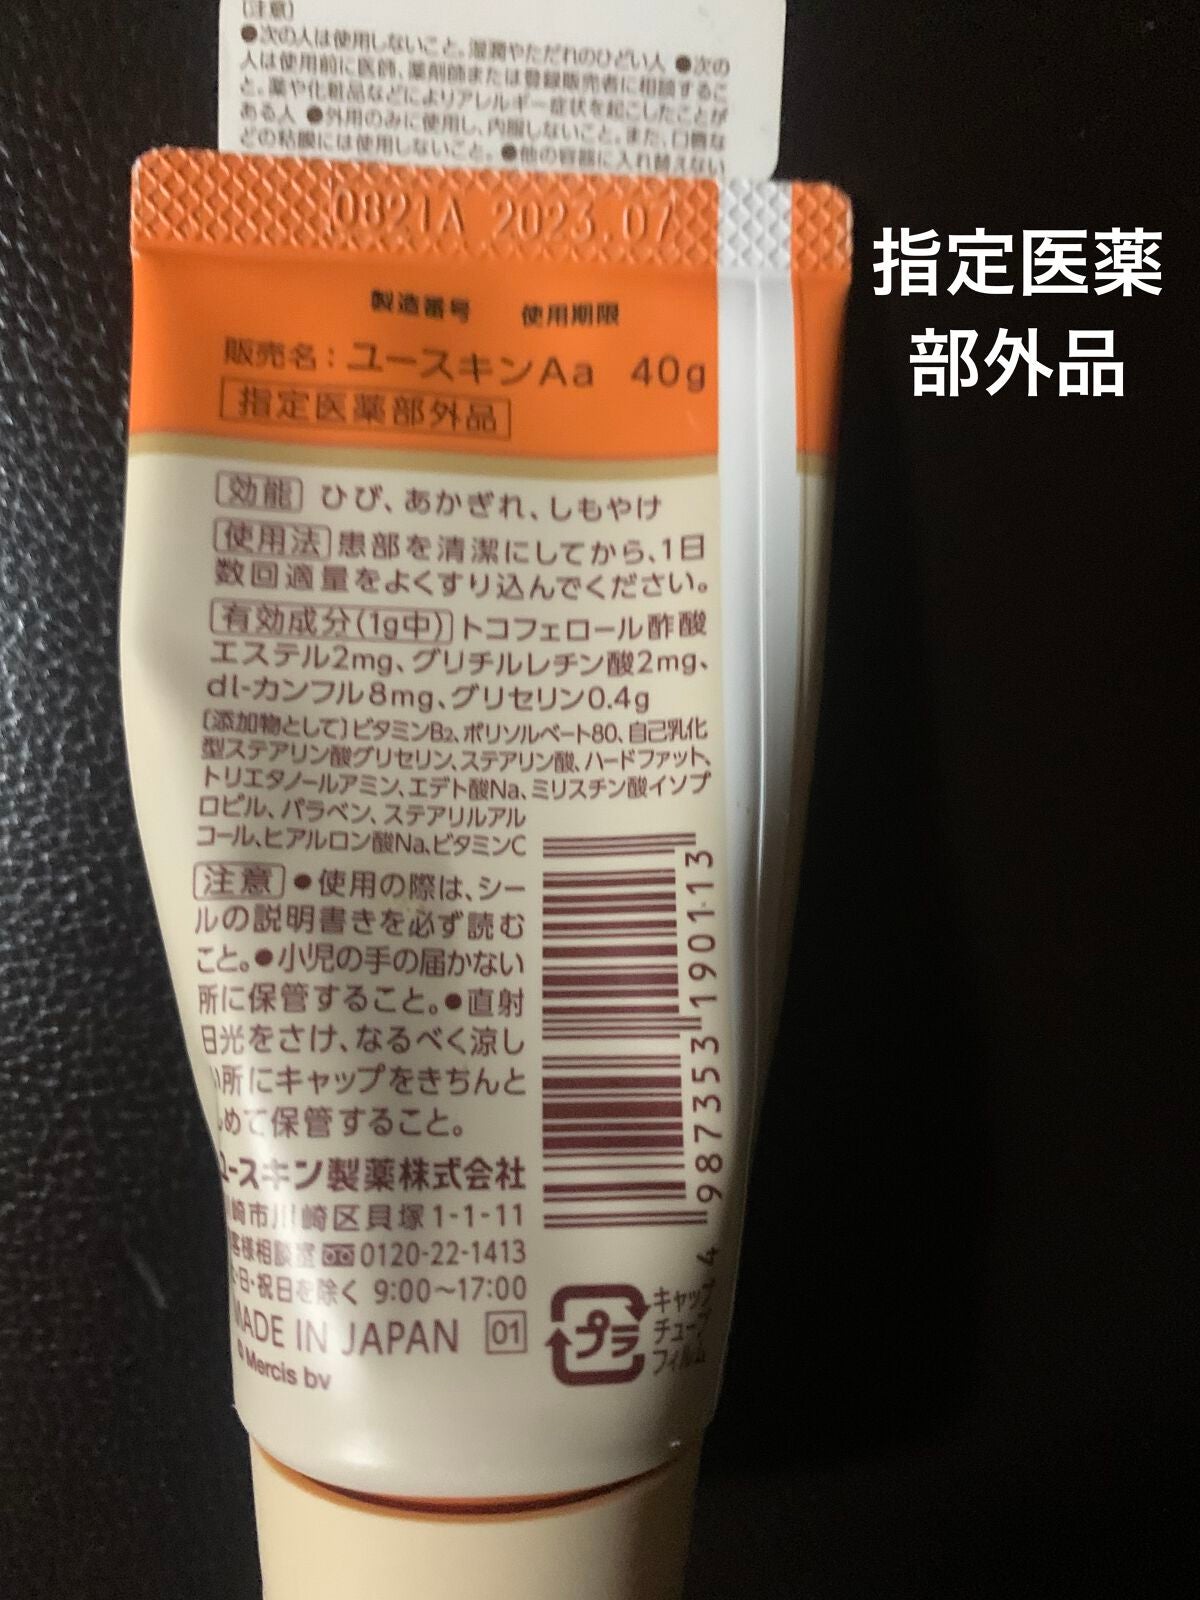 [注意]
●次の人は使用しないこと。湿潤やただれのひどい人 ●次の
人は使用前に医師、薬剤師または登録販売者に相談するこ
と。薬や化粧品などによりアレルギー症状を起こしたことが
ある人 ●外用のみに使用し、内服しないこと。また、口唇な
どの粘膜には使用しないこと。●他の容器に入れ替えない
0821A 2023.07
製造番号 使用期限
販売名：ユースキンAa 40g
指定医薬部外品
指定医薬
部外品
効能 ひび、あかぎれ、しもやけ
使用法 患部を清潔にしてから、1日
数回適量をよくすり込んでください。
有効成分(1g中) トコフェロール酢酸
エステル2mg、グリチルレチン酸2mg、
dl-カンフル8mg、グリセリン0.4g
[添加物として] ビタミンB2、ポリソルベート80、自己乳化
型ステアリン酸グリセリン、ステアリン酸、ハードファット、
トリエタノールアミン、エデト酸Na、ミリスチン酸イソプ
ロピル、パラベン、ステアリルアル
コール、ヒアルロン酸Na、ビタミンC
注意 ●使用の際は、シー
ルの説明書きを必ず読む
こと。●小児の手の届かない
所に保管すること。●直射
日光をさけ、なるべく涼し
い所にキャップをきちんと
しめて保管すること。
ユースキン製薬株式会社
崎市川崎区貝塚1-1-11
客様相談室 0120-22-1413
日・祝日を除く 9:00～17:00
MADE IN JAPAN 01
© Mercis bv
4 987353 190113
プラ
キャップ
チューブ
フィルム